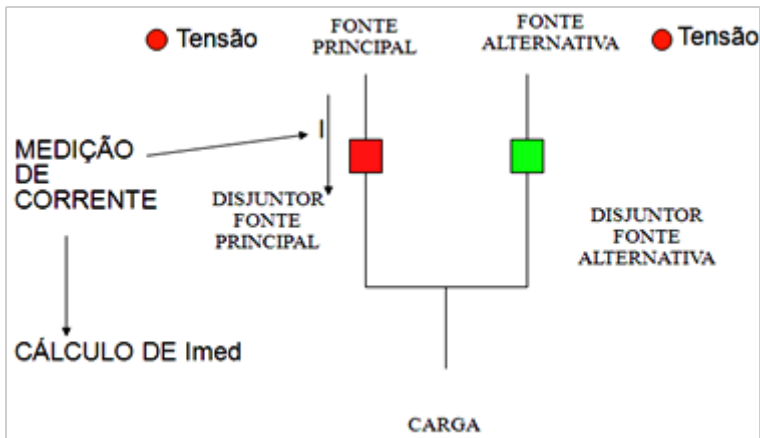 Tensão
FONTE
PRINCIPAL
FONTE
ALTERNATIVA
Tensão
I
MEDIÇÃO
DE
CORRENTE
DISJUNTOR
FONTE
PRINCIPAL
DISJUNTOR
FONTE
ALTERNATIVA
CÁLCULO DE Imed
CARGA